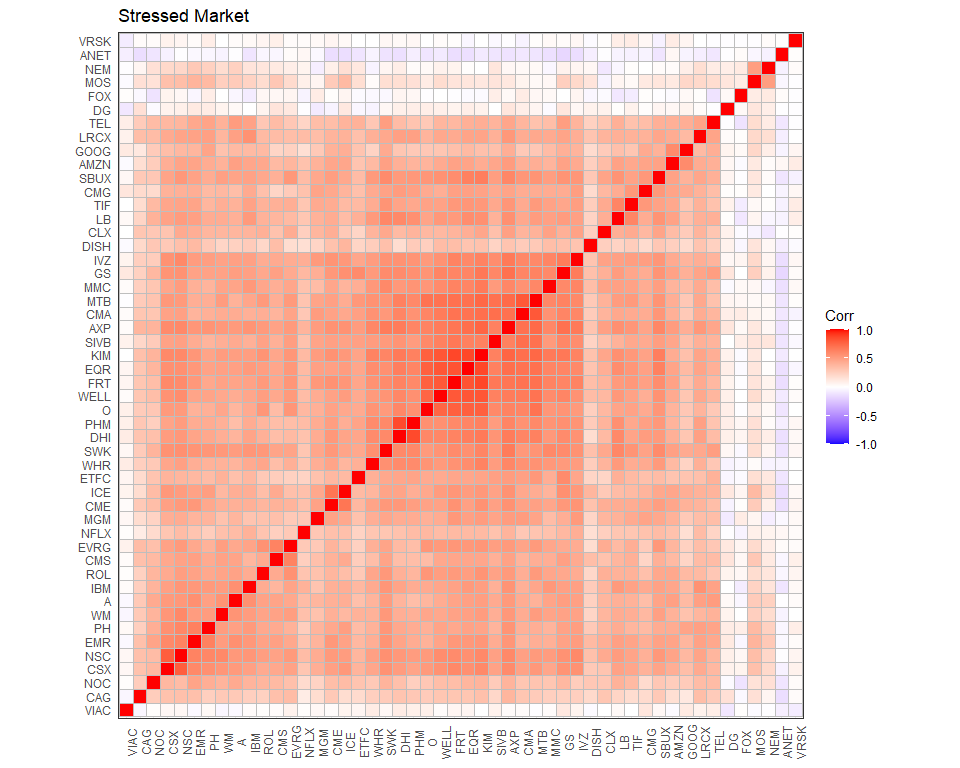 Stressed Market
VRSK
ANET
NEM
MOS
FOX
DG
TEL
LRCX
GOOG
AMZN
SBUX
CMG
TIF
LB
CLX
DISH
IVZ
GS
MMC
MTB
CMA
AXP
SIVB
KIM
EQR
FRT
WELL
O
PHM
DHI
SWK
WHR
ETFC
ICE
CME
MGM
NFLX
EVRG
CMS
ROL
IBM
A
WM
PH
EMR
NSC
CSX
NOC
CAG
VIAC
VIAC CAG NOC CSX NSC EMR PH WM A IBM ROL CMS EVRG NFLX MGM CME ICE ETFC WHR SWK DHI PHM O WELL FRT EQR KIM SIVB AXP CMA MTB MMC GS IVZ DISH CLX LB TIF CMG SBUX AMZN GOOG LRCX TEL DG FOX MOS NEM ANET VRSK
Corr
1.0
0.5
0.0
-0.5
-1.0